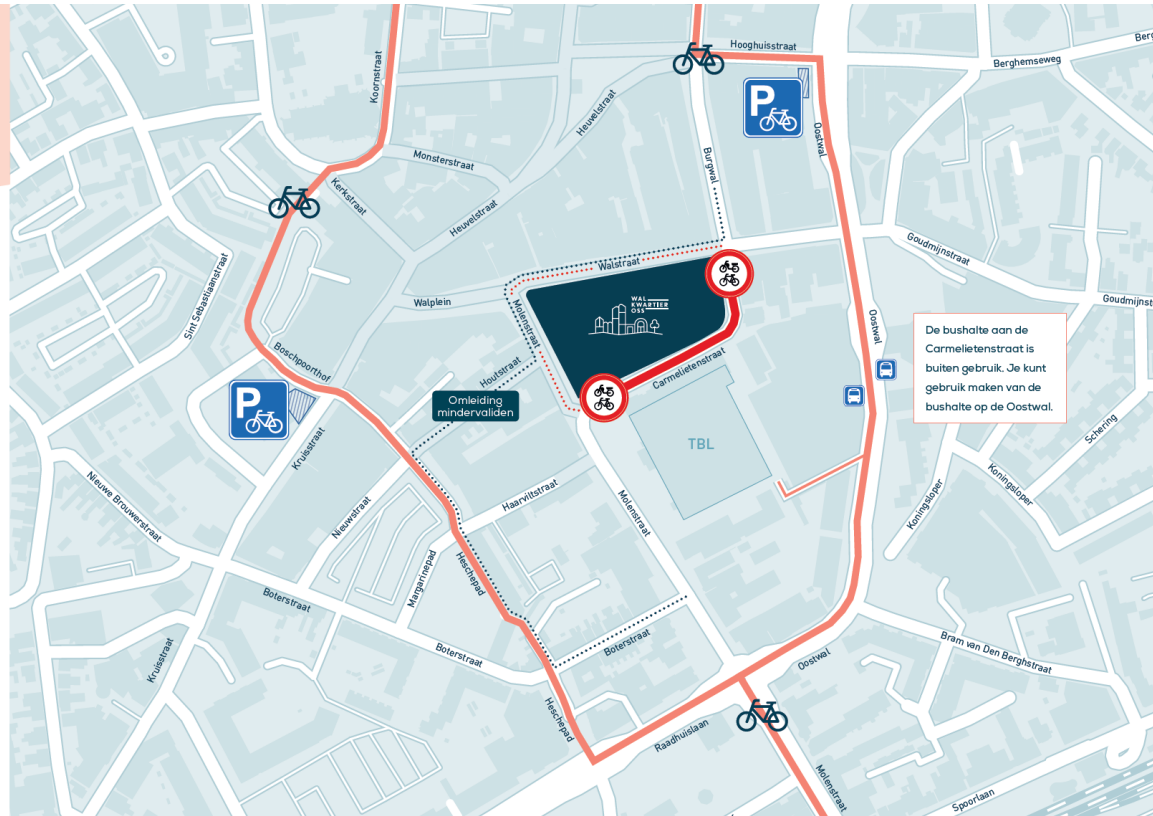 Hooghuisstraat
Berghemseweg
Koornstraat
P
Heuvelstraat
Oostwal
Monsterstraat
Burgwal
Kerkstraat
Heuvelstraat
Goudmijnstraat
Sint Sebastiaanstraat
Walstraat
Walplein
Molenstraat
WAL
KWARTIER
OSS
Goudmijnst
Oostwal
Boschpoorthof
Houtstraat
Carmelietenstraat
De bushalte aan de
Carmelietenstraat is
buiten gebruik. Je kunt
gebruik maken van de
bushalte op de Oostwal.
P
Omleiding
mindervaliden
Kruisstraat
TBL
Schering
Koningsloper
Koningsloper
Nieuwe Brouwerstraat
Nieuwstraat
Haarviltstraat
Molenstraat
Margarinepad
Heschepad
Boterstraat
Boterstraat
Boterstraat
Kruisstraat
Bram van Den Berghstraat
Oostwal
Heschepad
Raadhuislaan
Molenstraat
Spoorlaan